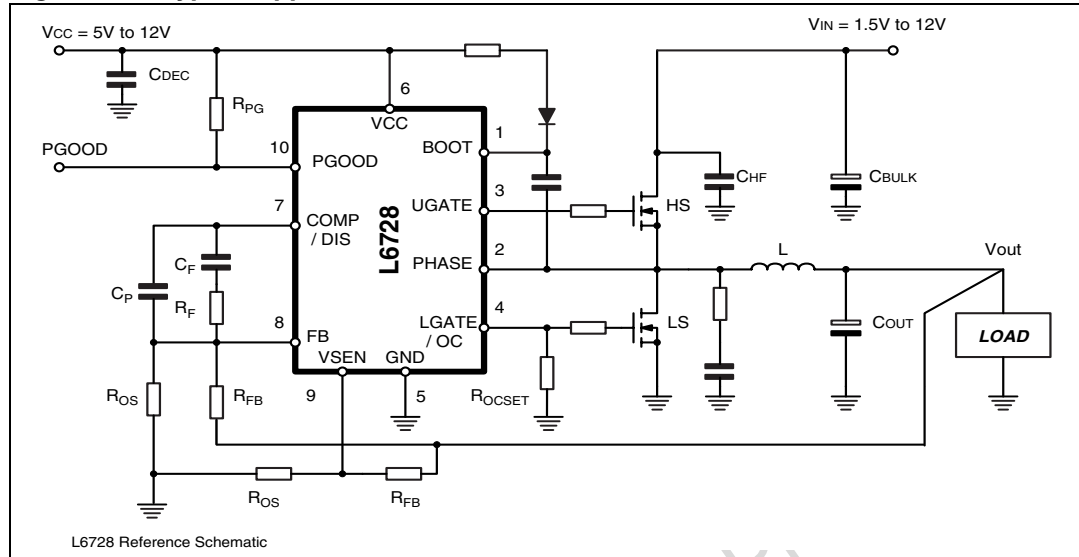 Vcc = 5V to 12V
VIN = 1.5V to 12V
CDEC
6
RPG
VCC
1
BOOT
PGOOD
10
PGOOD
CHF
CBULK
3
UGATE
HS
7
COMP
/ DIS
L6728
2
PHASE
L
Vout
CF
CP
RF
4
LGATE
/ OC
LS
COUT
LOAD
8
FB
VSEN
GND
ROS
RFB
9
5
ROCSET
ROS
RFB
L6728 Reference Schematic